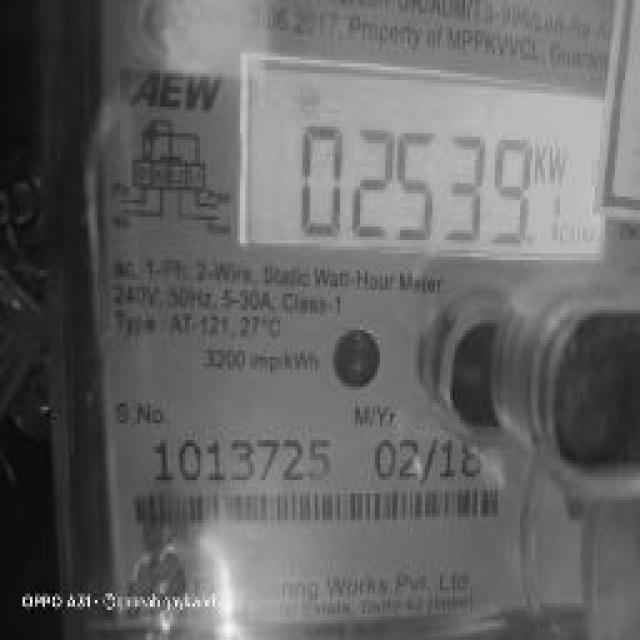 .06.2017, Property of MPPKVVCL,
AEW
02539. KW
ac, 1-Ph, 2-Wire, Static Watt-Hour Meter
240V, 50Hz, 5-30A, Class-1
Type : AT-121, 27°C
3200 imp/kWh
S.No. M/Yr.
1013725 02/18
ring Works Pvt. Ltd.
OPPO A31 ·